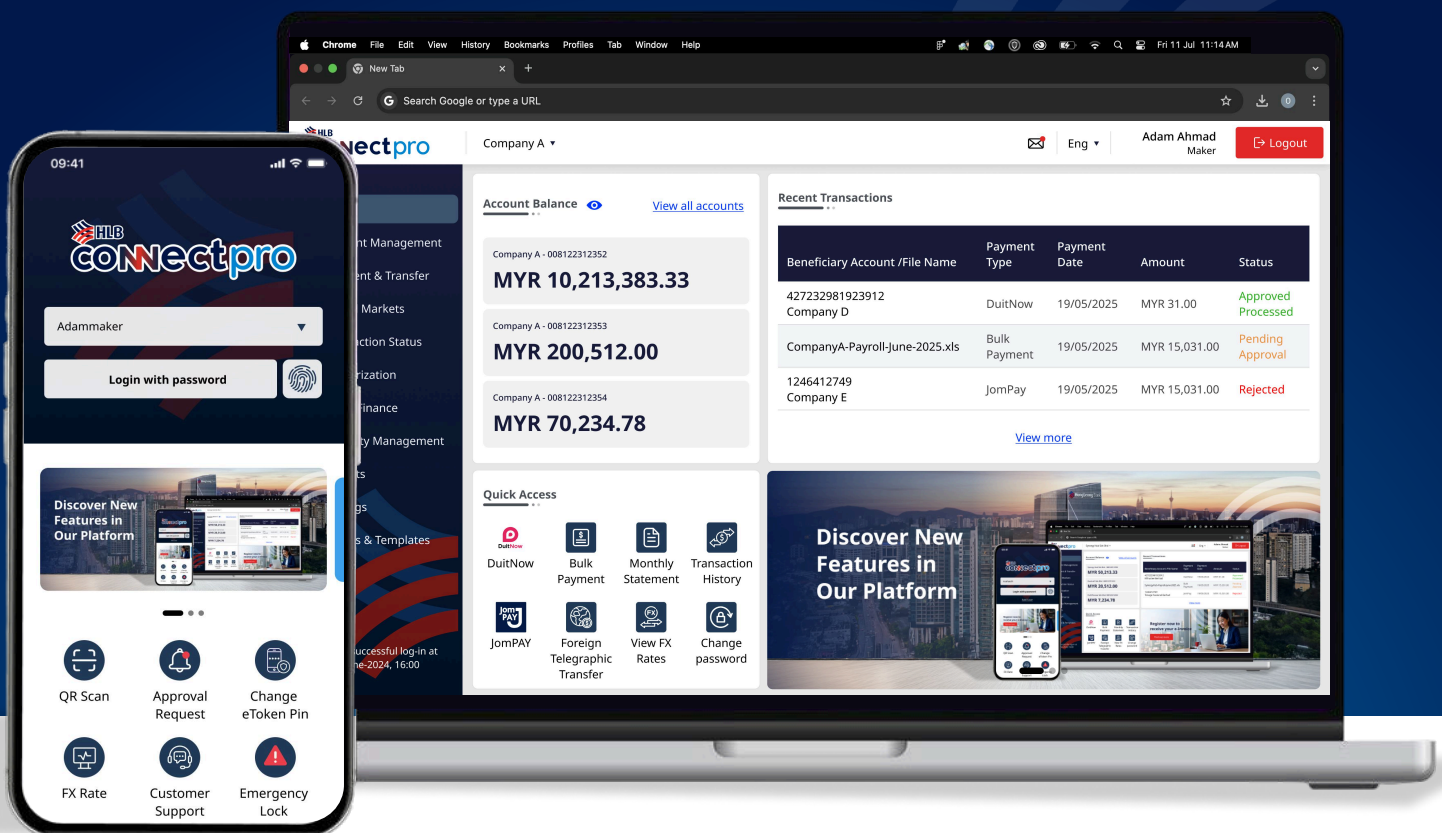 Chrome File Edit View History Bookmarks Profiles Tab Window Help
Fri 11 Jul 11:14 AM
New Tab
G Search Google or type a URL
HLB
nectpro
Company A
Eng
Adam Ahmad
Maker
Logout
nt Management
ent & Transfer
Markets
ction Status
rization
Finance
ty Management
ts
gs
s & Templates
successful log-in at
ne-2024, 16:00
Account Balance
View all accounts
Company A - 008122312352
MYR 10,213,383.33
Company A - 008122312353
MYR 200,512.00
Company A - 008122312354
MYR 70,234.78
Recent Transactions
Beneficiary Account /File Name
Payment
Type
Payment
Date
Amount
Status
427232981923912
Company D
DuitNow
19/05/2025
MYR 31.00
Approved
Processed
CompanyA-Payroll-June-2025.xls
Bulk
Payment
19/05/2025
MYR 15,031.00
Pending
Approval
1246412749
Company E
JomPay
19/05/2025
MYR 15,031.00
Rejected
View more
Quick Access
DuitNow
DuitNow
Bulk
Payment
Monthly
Statement
Transaction
History
Jom
PAY
JomPAY
Foreign
Telegraphic
Transfer
FX
View FX
Rates
Change
password
Discover New
Features in
Our Platform
09:41
HLB
connectpro
Adammaker
Login with password
Discover New
Features in
Our Platform
QR Scan
Approval
Request
Change
eToken Pin
FX Rate
Customer
Support
Emergency
Lock